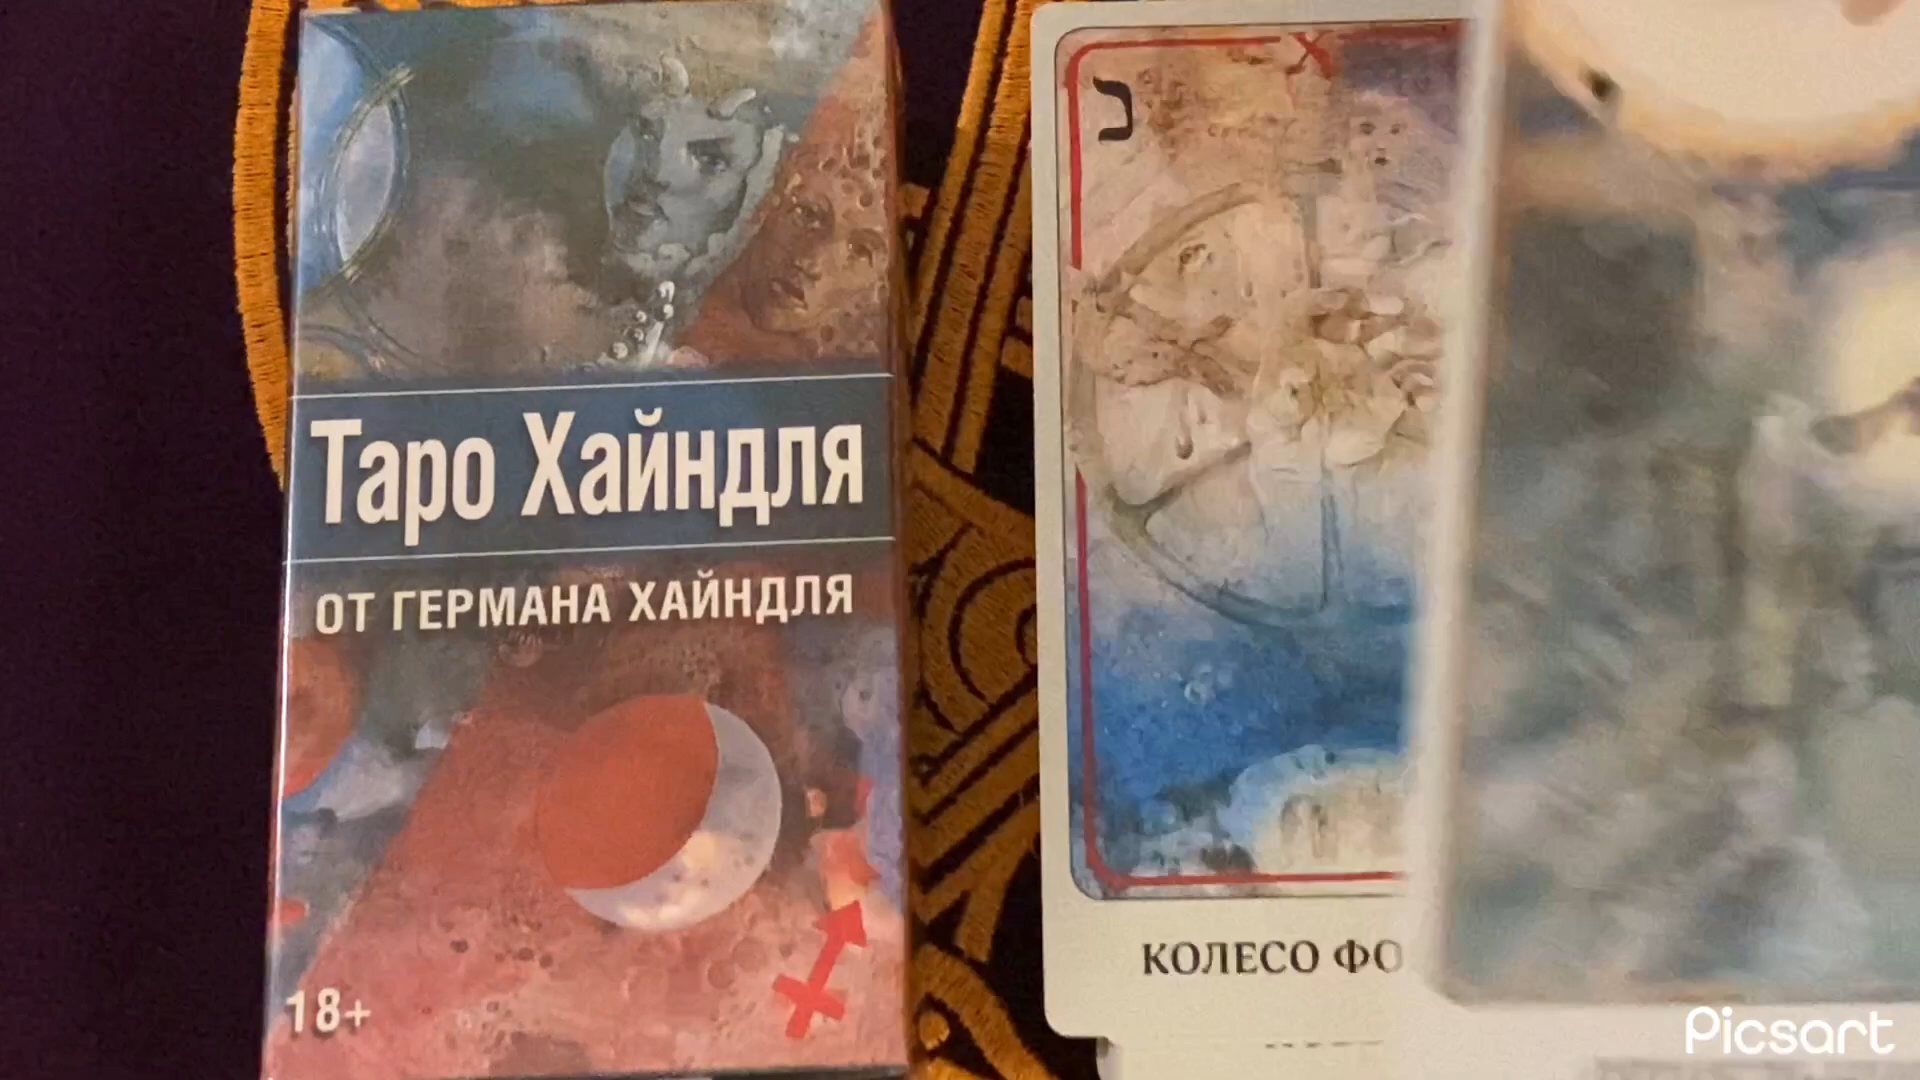 Таро Хайндля
ОТ ГЕРМАНА ХАЙНДЛЯ
18+
X
כ
КОЛЕСО ФО
Picsart